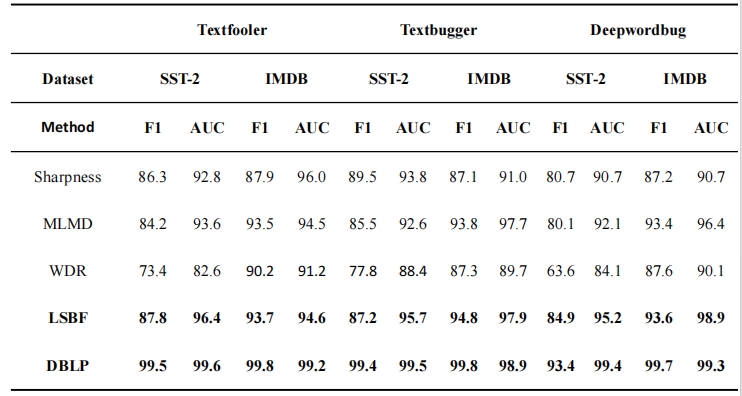 Textfooler Textbugger Deepwordbug
Dataset SST-2 IMDB SST-2 IMDB SST-2 IMDB
Method F1 AUC F1 AUC F1 AUC F1 AUC F1 AUC F1 AUC
Sharpness 86.3 92.8 87.9 96.0 89.5 93.8 87.1 91.0 80.7 90.7 87.2 90.7
MLMD 84.2 93.6 93.5 94.5 85.5 92.6 93.8 97.7 80.1 92.1 93.4 96.4
WDR 73.4 82.6 90.2 91.2 77.8 88.4 87.3 89.7 63.6 84.1 87.6 90.1
LSBF 87.8 96.4 93.7 94.6 87.2 95.7 94.8 97.9 84.9 95.2 93.6 98.9
DBLP 99.5 99.6 99.8 99.2 99.4 99.5 99.8 98.9 93.4 99.4 99.7 99.3